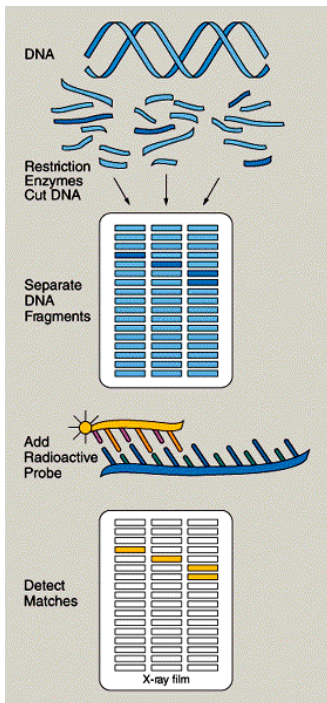 DNA
Restriction
Enzymes
Cut DNA
Separate
DNA
Fragments
Add
Radioactive
Probe
Detect
Matches
X-ray film